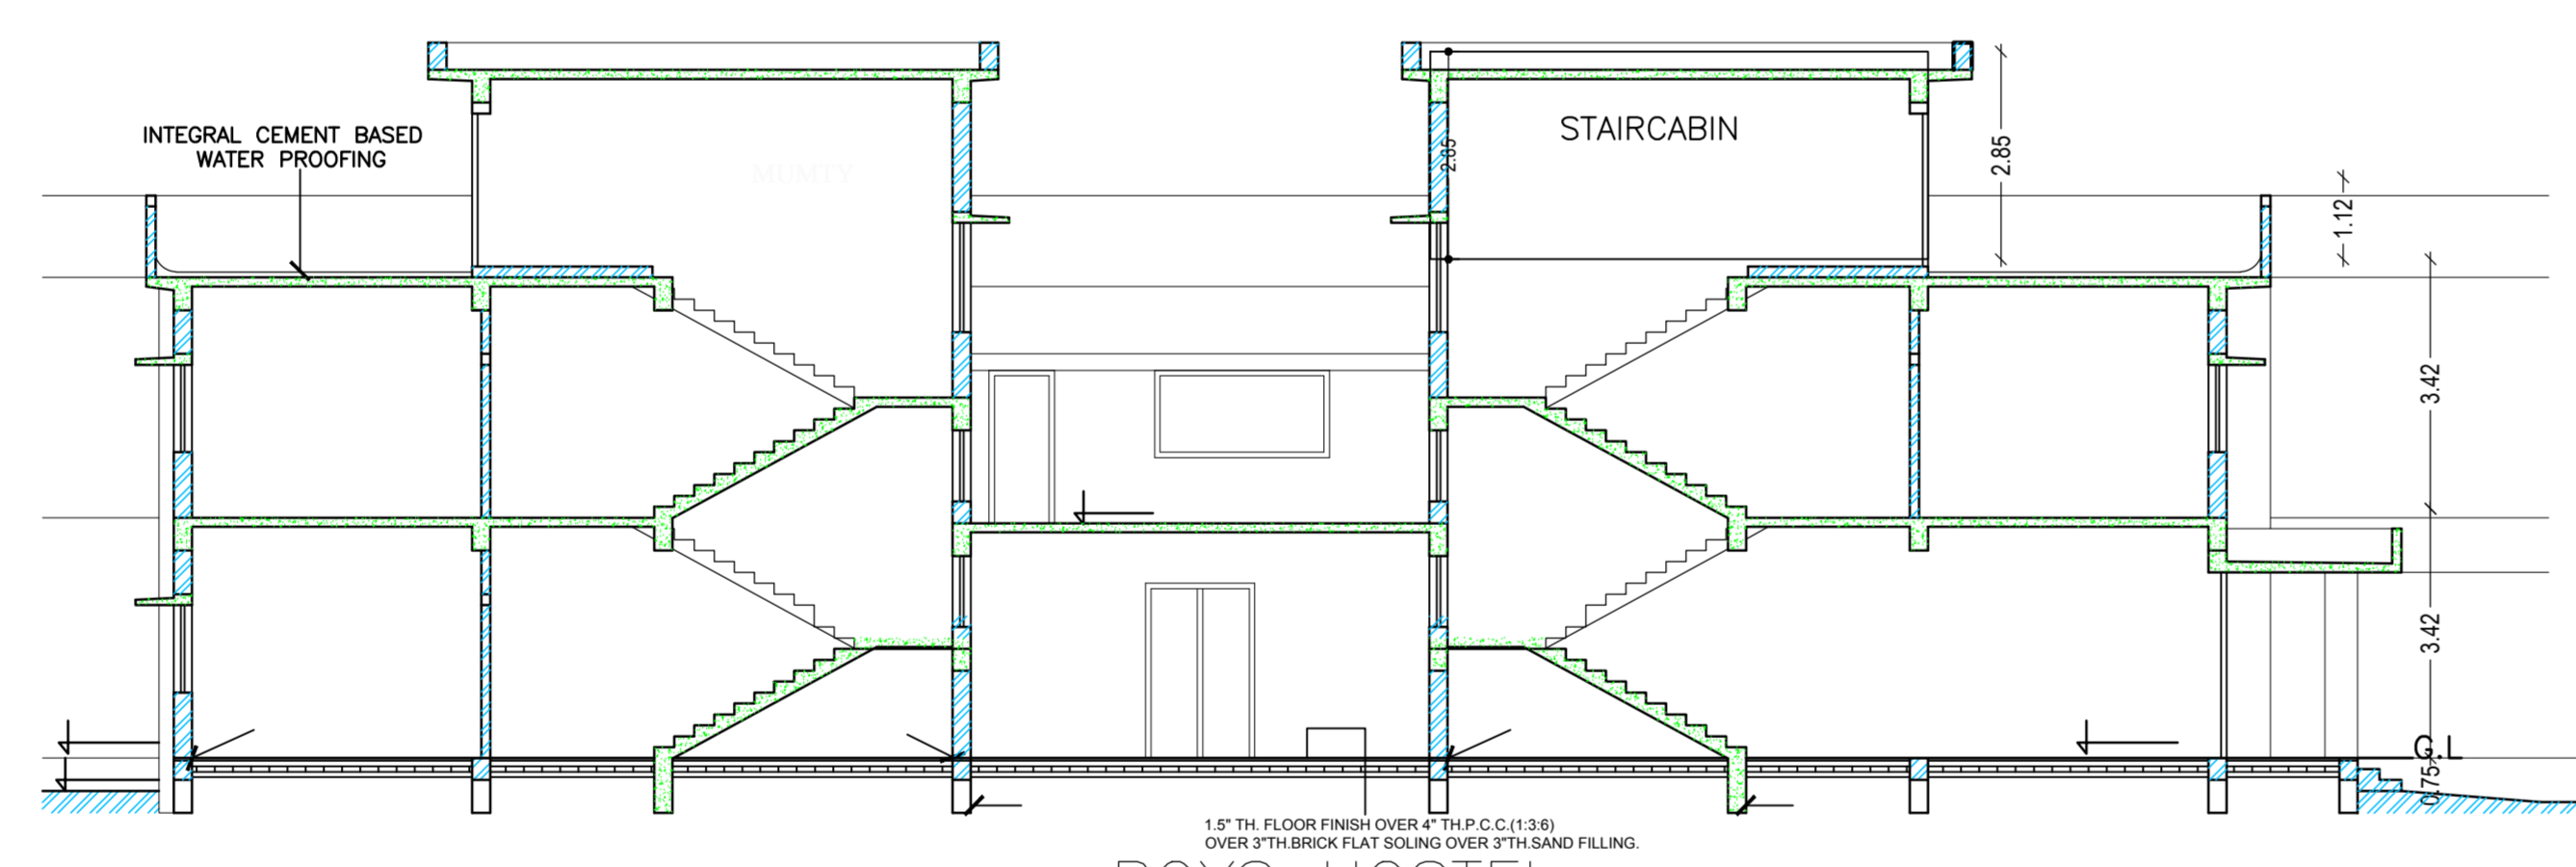 INTEGRAL CEMENT BASED
WATER PROOFING
MUMTY
STAIRCABIN
2.85
1.12
3.42
3.42
G.L
0.75
1.5" TH. FLOOR FINISH OVER 4" TH.P.C.C.(1:3:6)
OVER 3"TH.BRICK FLAT SOLING OVER 3"TH.SAND FILLING.